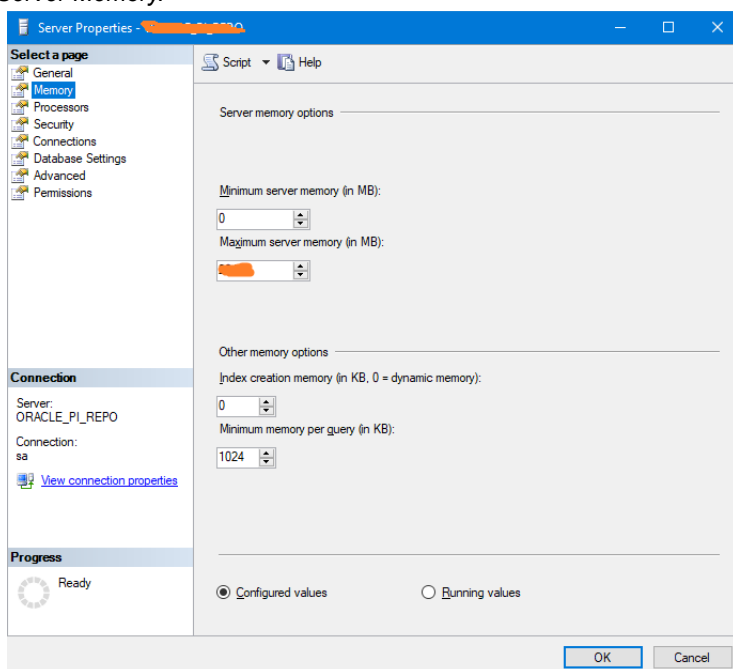 Server Memory.
Server Properties -
Select a page
General
Memory
Processors
Security
Connections
Database Settings
Advanced
Permissions
Script Help
Server memory options
Minimum server memory (in MB):
0
Maximum server memory (in MB):
Other memory options
Index creation memory (in KB, 0 = dynamic memory):
0
Minimum memory per query (in KB):
1024
Connection
Server:
ORACLE_PI_REPO
Connection:
sa
View connection properties
Progress
Ready
Configured values Running values
OK Cancel